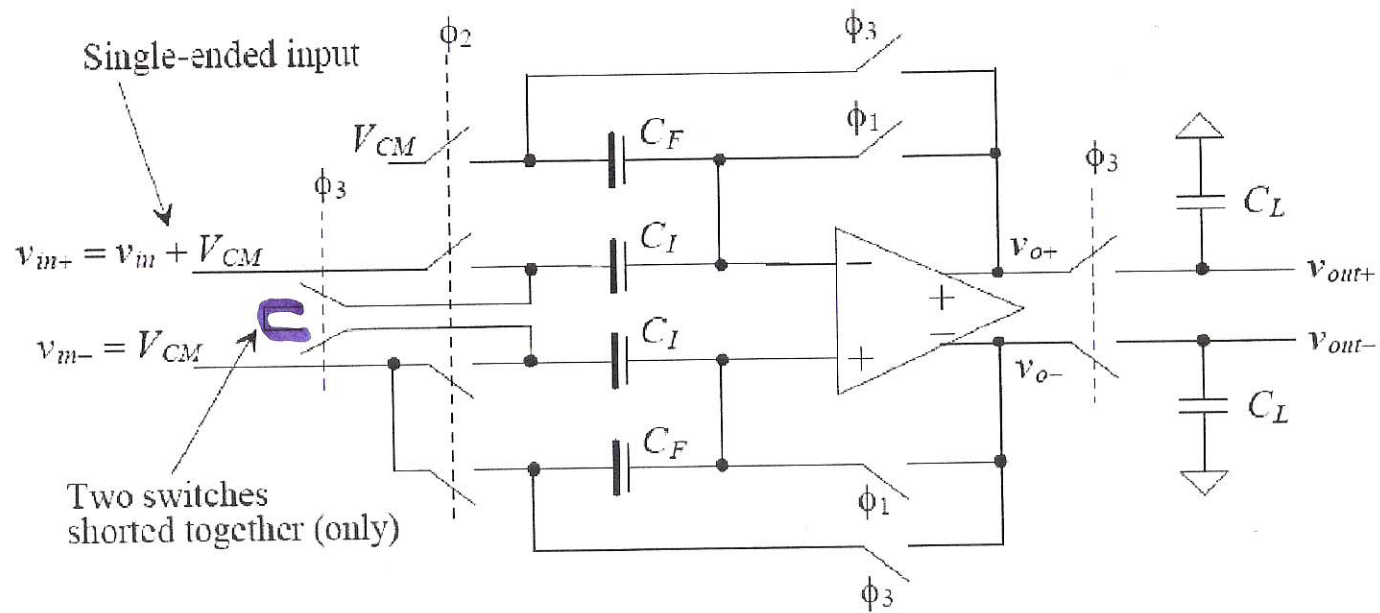 Single-ended input
ϕ2
ϕ3
VCM
CF
ϕ1
ϕ3
ϕ3
CL
vin+ = vin + VCM
CI
−
vo+
vout+
+
−
vin− = VCM
CI
+
vo−
vout−
CF
CL
Two switches
shorted together (only)
ϕ1
ϕ3